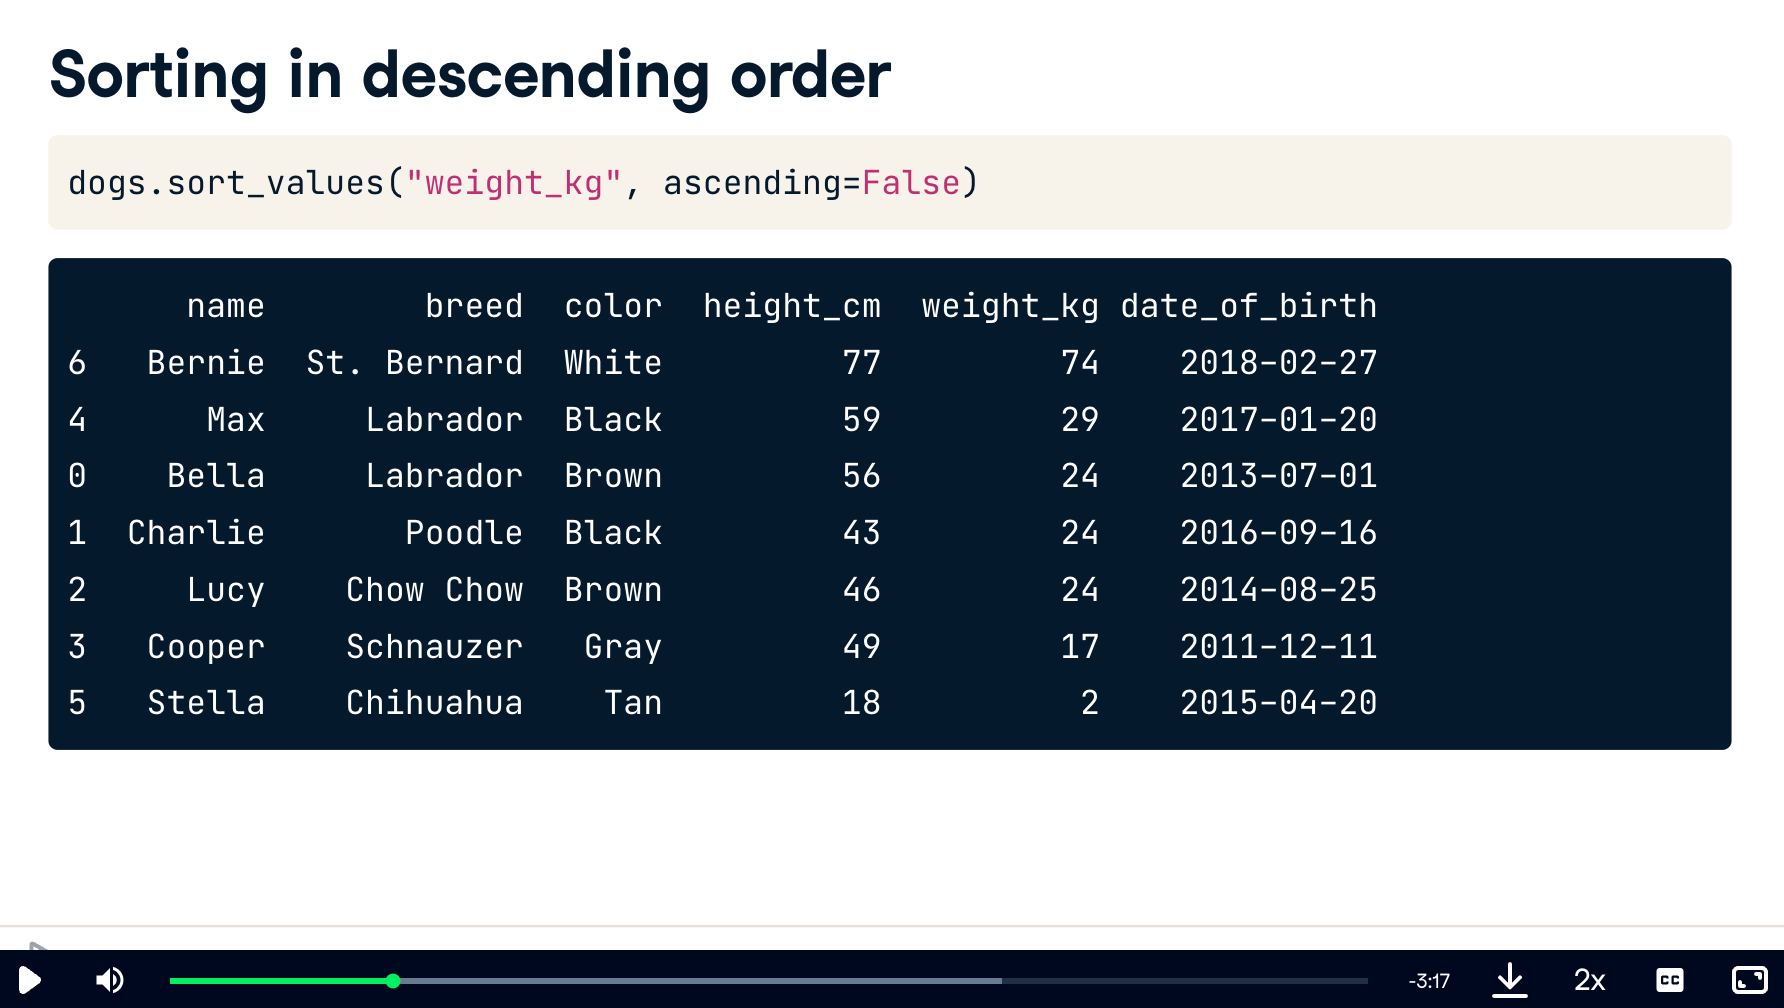 Sorting in descending order
dogs.sort_values("weight_kg", ascending=False)
name breed color height_cm weight_kg date_of_birth
6 Bernie St. Bernard White 77 74 2018-02-27
4 Max Labrador Black 59 29 2017-01-20
0 Bella Labrador Brown 56 24 2013-07-01
1 Charlie Poodle Black 43 24 2016-09-16
2 Lucy Chow Chow Brown 46 24 2014-08-25
3 Cooper Schnauzer Gray 49 17 2011-12-11
5 Stella Chihuahua Tan 18 2 2015-04-20
-3:17 2x CC